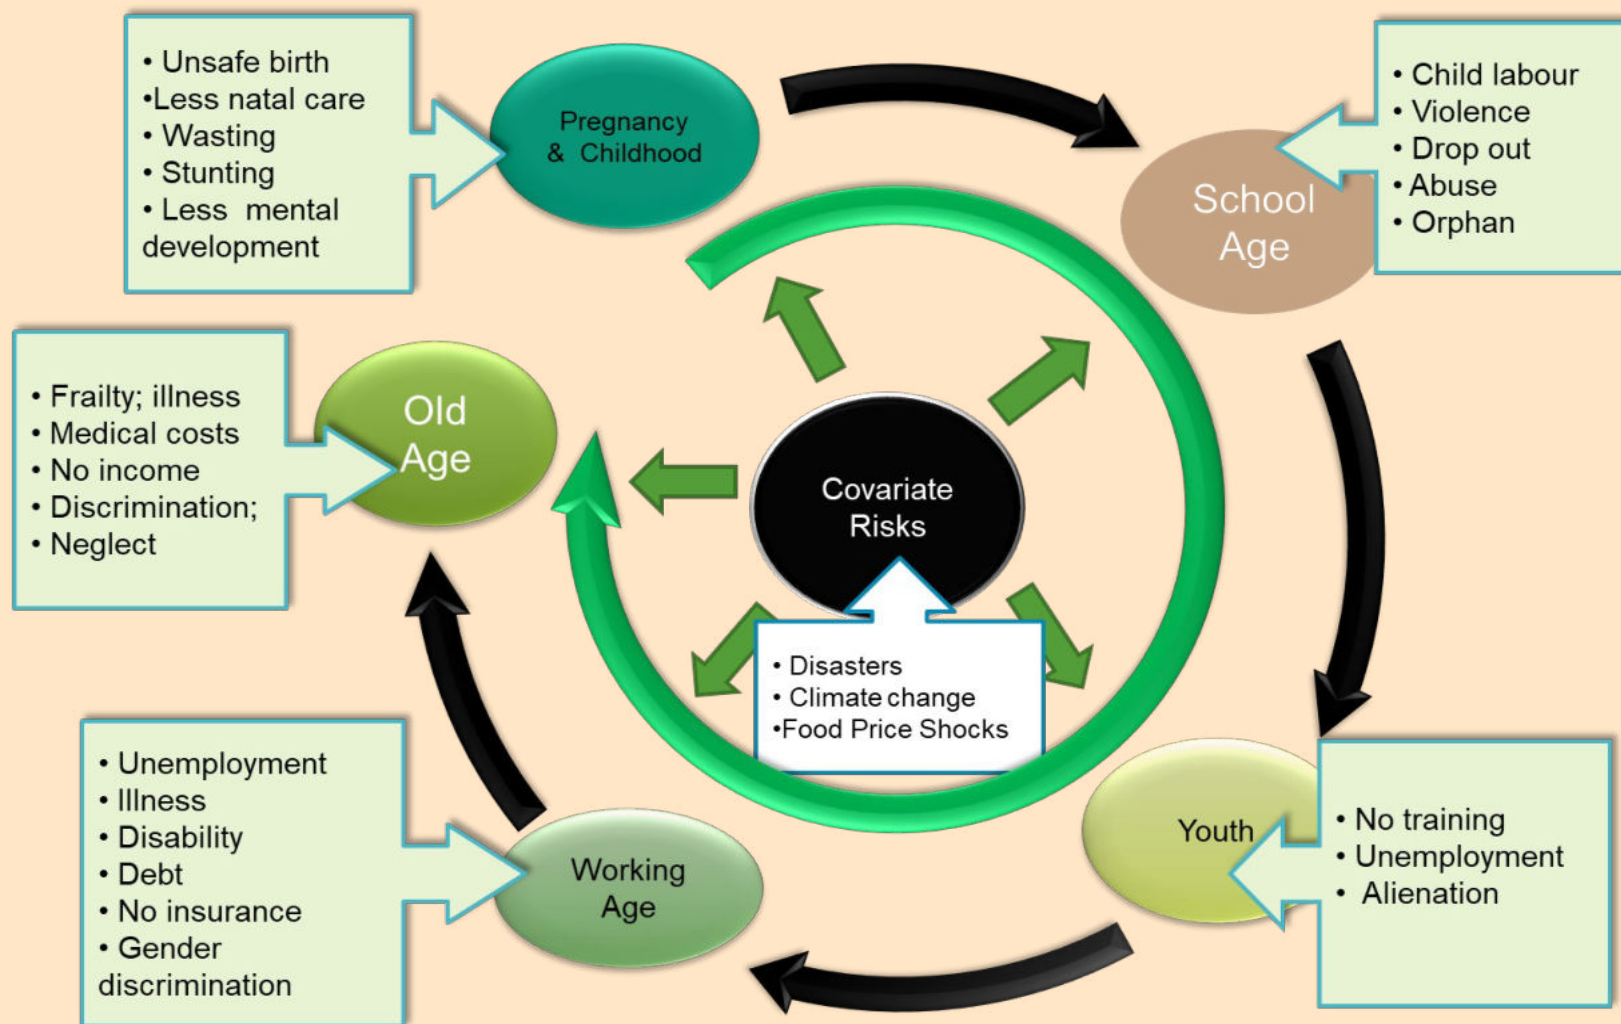 • Unsafe birth
•Less natal care
• Wasting
• Stunting
• Less mental
development
Pregnancy
& Childhood
• Child labour
• Violence
• Drop out
• Abuse
• Orphan
School
Age
• Frailty; illness
• Medical costs
• No income
• Discrimination;
• Neglect
Old
Age
Covariate
Risks
• Disasters
• Climate change
•Food Price Shocks
• Unemployment
• Illness
• Disability
• Debt
• No insurance
• Gender
discrimination
Working
Age
Youth
• No training
• Unemployment
• Alienation